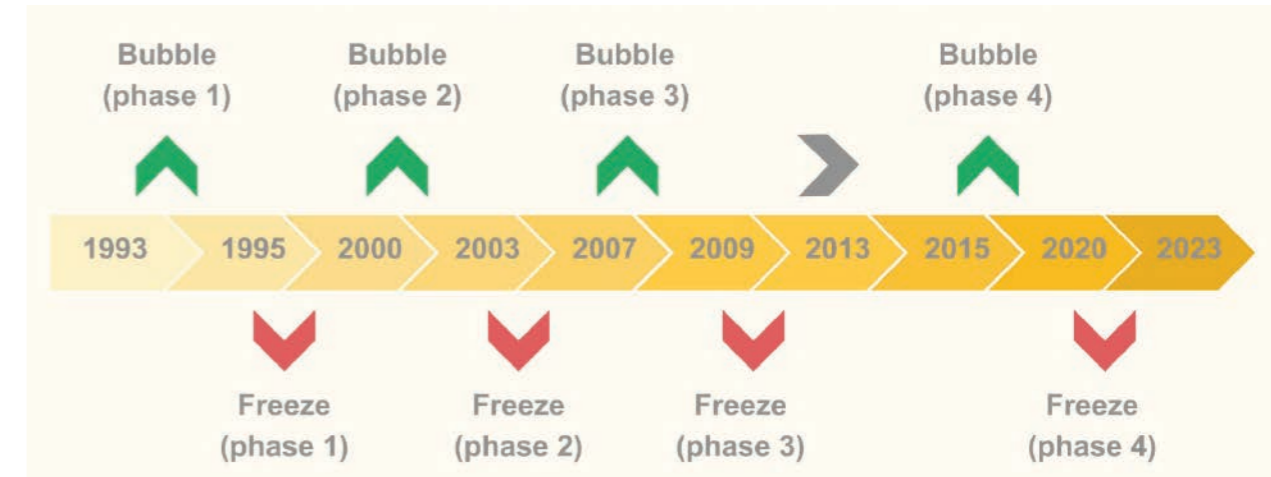 Bubble
(phase 1)
Bubble
(phase 2)
Bubble
(phase 3)
Bubble
(phase 4)
1993 1995 2000 2003 2007 2009 2013 2015 2020 2023
Freeze
(phase 1)
Freeze
(phase 2)
Freeze
(phase 3)
Freeze
(phase 4)